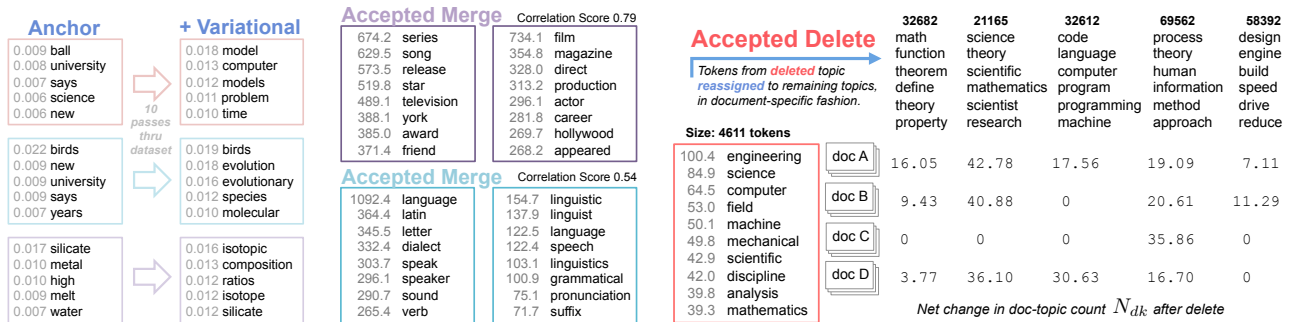 Anchor
+ Variational
0.009 ball
0.008 university
0.007 says
0.006 science
0.006 new
10
passes
thru
dataset
0.018 model
0.013 computer
0.012 models
0.011 problem
0.010 time
0.022 birds
0.009 new
0.009 university
0.009 says
0.007 years
0.019 birds
0.018 evolution
0.016 evolutionary
0.012 species
0.010 molecular
0.017 silicate
0.010 metal
0.010 high
0.009 melt
0.007 water
0.016 isotopic
0.013 composition
0.012 ratios
0.012 isotope
0.012 silicate
Accepted Merge Correlation Score 0.79
674.2 series
629.5 song
573.5 release
519.8 star
489.1 television
388.1 york
385.0 award
371.4 friend
734.1 film
354.8 magazine
328.0 direct
313.2 production
296.1 actor
281.8 career
269.7 hollywood
268.2 appeared
Accepted Merge Correlation Score 0.54
1092.4 language
364.4 latin
345.5 letter
332.4 dialect
303.7 speak
296.1 speaker
290.7 sound
265.4 verb
154.7 linguistic
137.9 linguist
122.5 language
122.4 speech
103.1 linguistics
100.9 grammatical
75.1 pronunciation
71.7 suffix
Accepted Delete
Tokens from deleted topic
reassigned to remaining topics,
in document-specific fashion.
Size: 4611 tokens
100.4 engineering
84.9 science
64.5 computer
53.0 field
50.1 machine
49.8 mechanical
42.9 scientific
42.0 discipline
39.8 analysis
39.3 mathematics
32682 21165 32612 69562 58392
math science code process design
function theory language theory engine
theorem scientific computer human build
define mathematics program information speed
theory scientist programming method drive
property research machine approach reduce
doc A 16.05 42.78 17.56 19.09 7.11
doc B 9.43 40.88 0 20.61 11.29
doc C 0 0 0 35.86 0
doc D 3.77 36.10 30.63 16.70 0
Net change in doc-topic count N_dk after delete